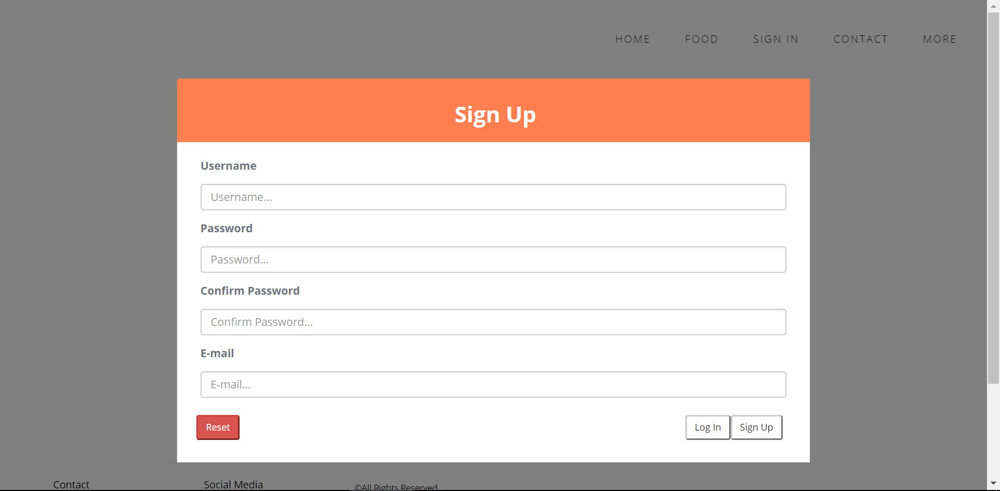 HOME FOOD SIGN IN CONTACT MORE
Sign Up
Username
Username...
Password
Password...
Confirm Password
Confirm Password...
E-mail
E-mail...
Reset Log In Sign Up
Contact Social Media ©All Rights Reserved